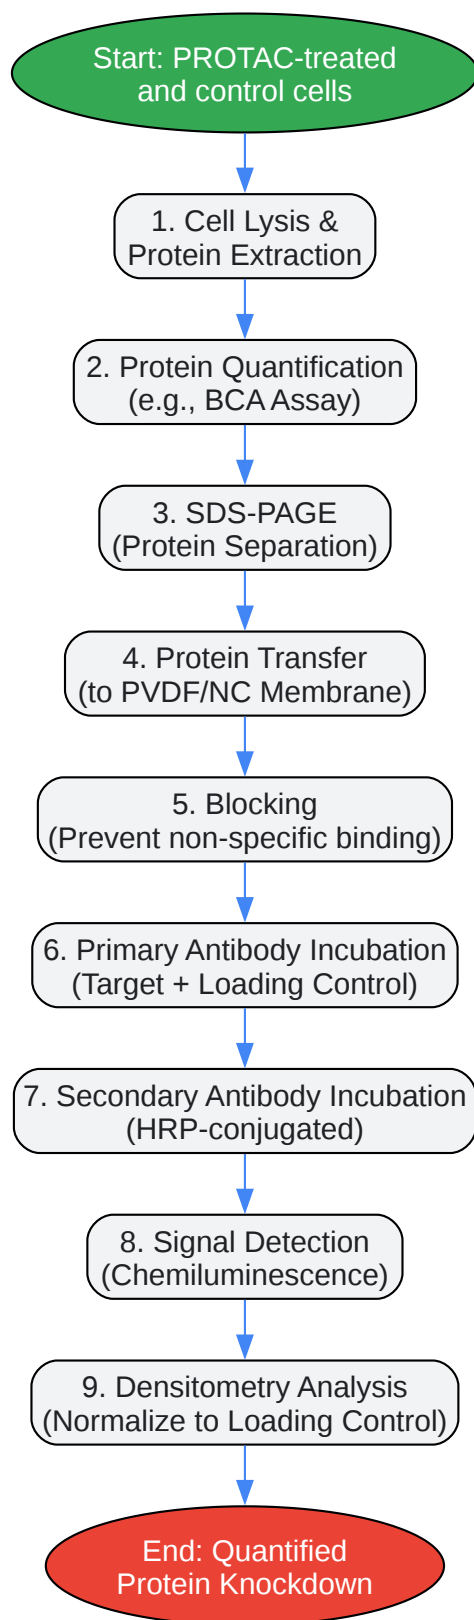 Start: PROTAC-treated
and control cells
1. Cell Lysis &
Protein Extraction
2. Protein Quantification
(e.g., BCA Assay)
3. SDS-PAGE
(Protein Separation)
4. Protein Transfer
(to PVDF/NC Membrane)
5. Blocking
(Prevent non-specific binding)
6. Primary Antibody Incubation
(Target + Loading Control)
7. Secondary Antibody Incubation
(HRP-conjugated)
8. Signal Detection
(Chemiluminescence)
9. Densitometry Analysis
(Normalize to Loading Control)
End: Quantified
Protein Knockdown